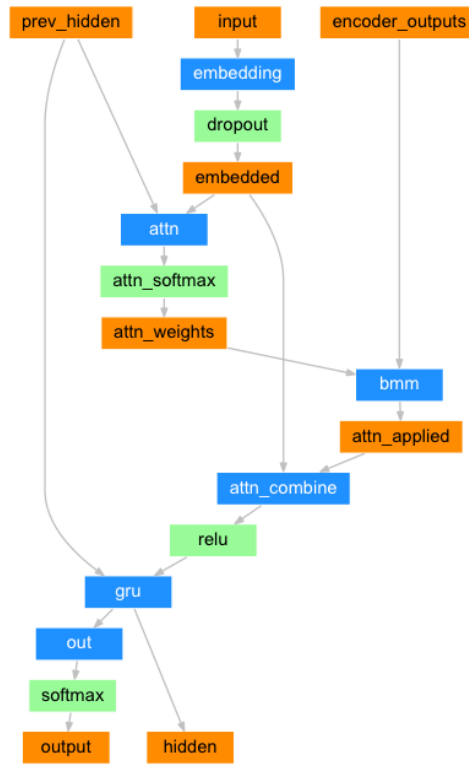 prev_hidden
input
encoder_outputs
embedding
dropout
embedded
attn
attn_softmax
attn_weights
bmm
attn_applied
attn_combine
relu
gru
out
softmax
output
hidden